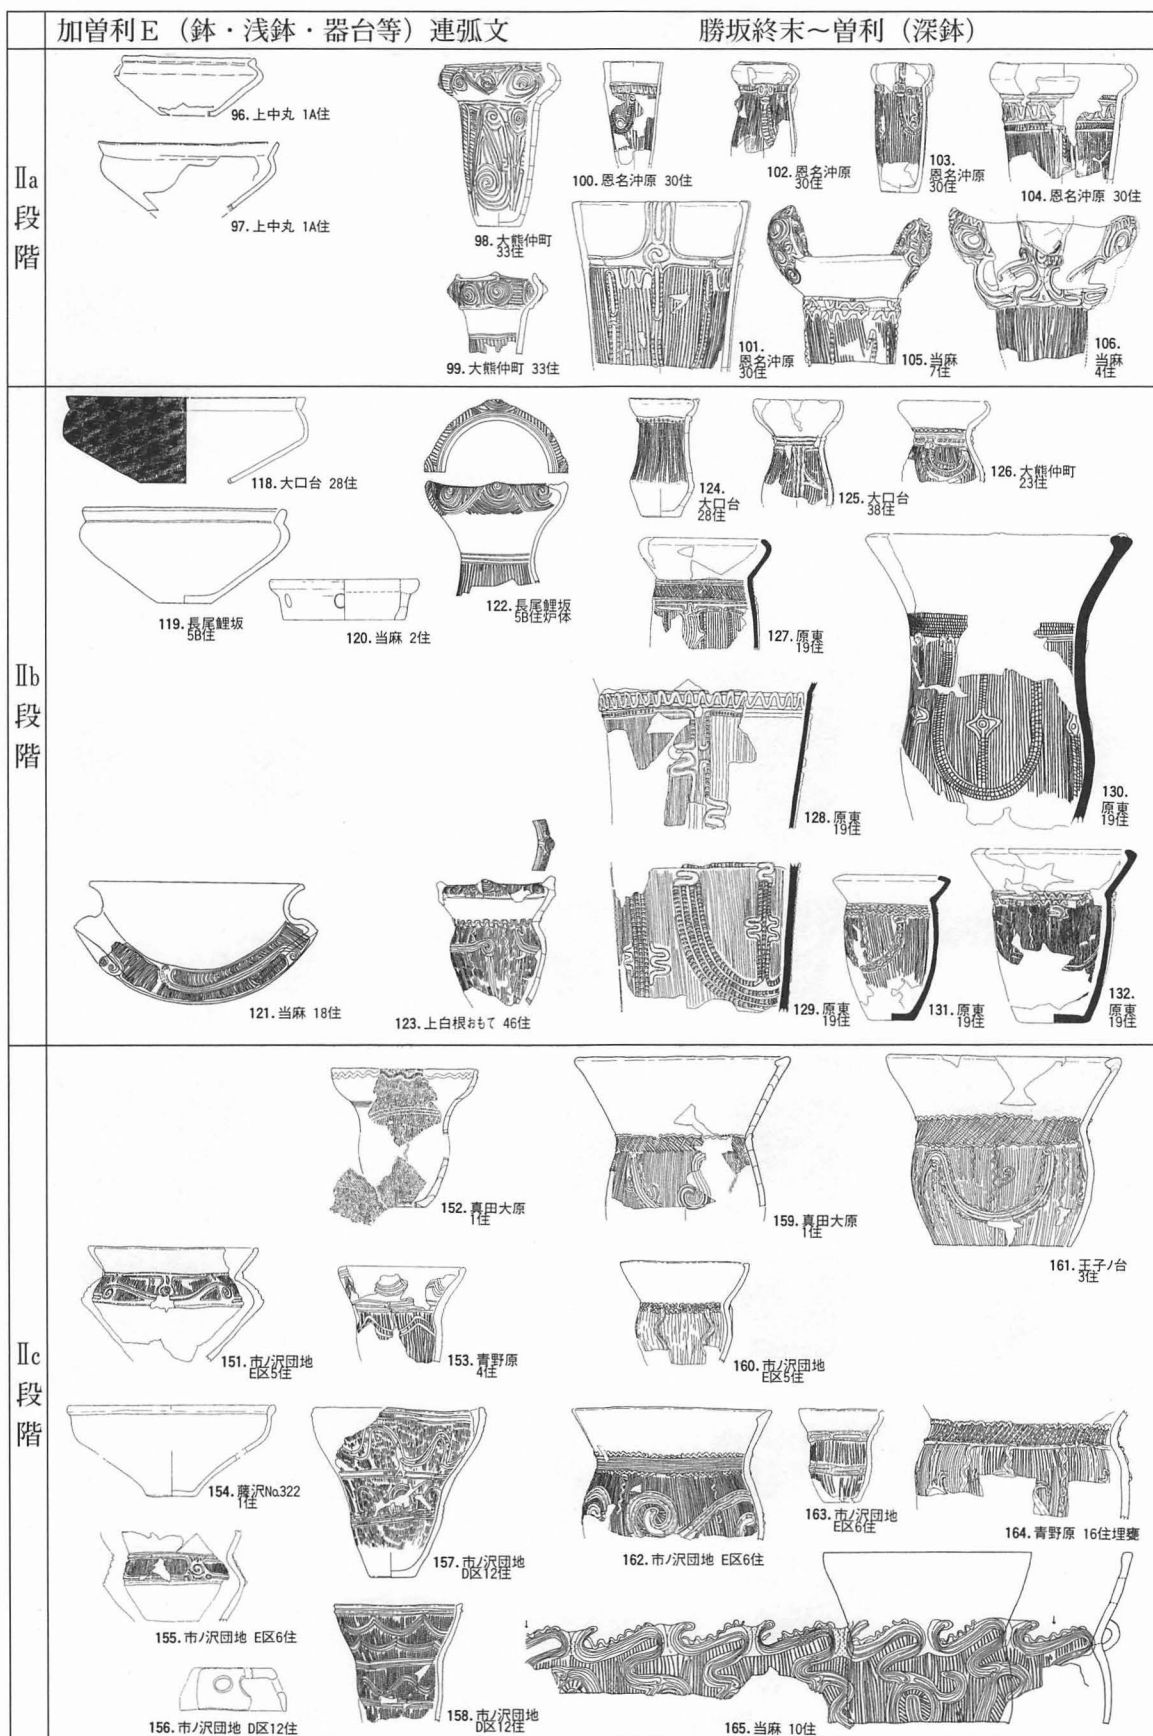 加曽利E（鉢・浅鉢・器台等）連弧文
勝坂終末～曽利（深鉢）
Ⅱa段階
96.上中丸 1A住
97.上中丸 1A住
98.大熊仲町
33住
99.大熊仲町 33住
100.恩名沖原 30住
102.恩名沖原
30住
103.
恩名沖原
30住
104.恩名沖原 30住
101.
恩名沖原
30住
105.当麻
7住
106.
当麻
4住
Ⅱb段階
118.大口台 28住
119.長尾鯉坂
5B住
120.当麻 2住
121.当麻 18住
122.長尾鯉坂
5B住炉体
123.上白根おもて 46住
124.
大口台
28住
125.大口台
38住
126.大熊仲町
23住
127.原東
19住
128.原東
19住
130.
原東
19住
129.原東
19住
131.原東
19住
132.
原東
19住
Ⅱc段階
152.真田大原
1住
159.真田大原
1住
161.王子ノ台
3住
151.市ノ沢団地
E区5住
153.青野原
4住
160.市ノ沢団地
E区5住
154.藤沢No.322
1住
157.市ノ沢団地
D区12住
162.市ノ沢団地 E区6住
163.市ノ沢団地
E区6住
164.青野原 16住埋甕
155.市ノ沢団地 E区6住
156.市ノ沢団地 D区12住
158.市ノ沢団地
D区12住
165.当麻 10住